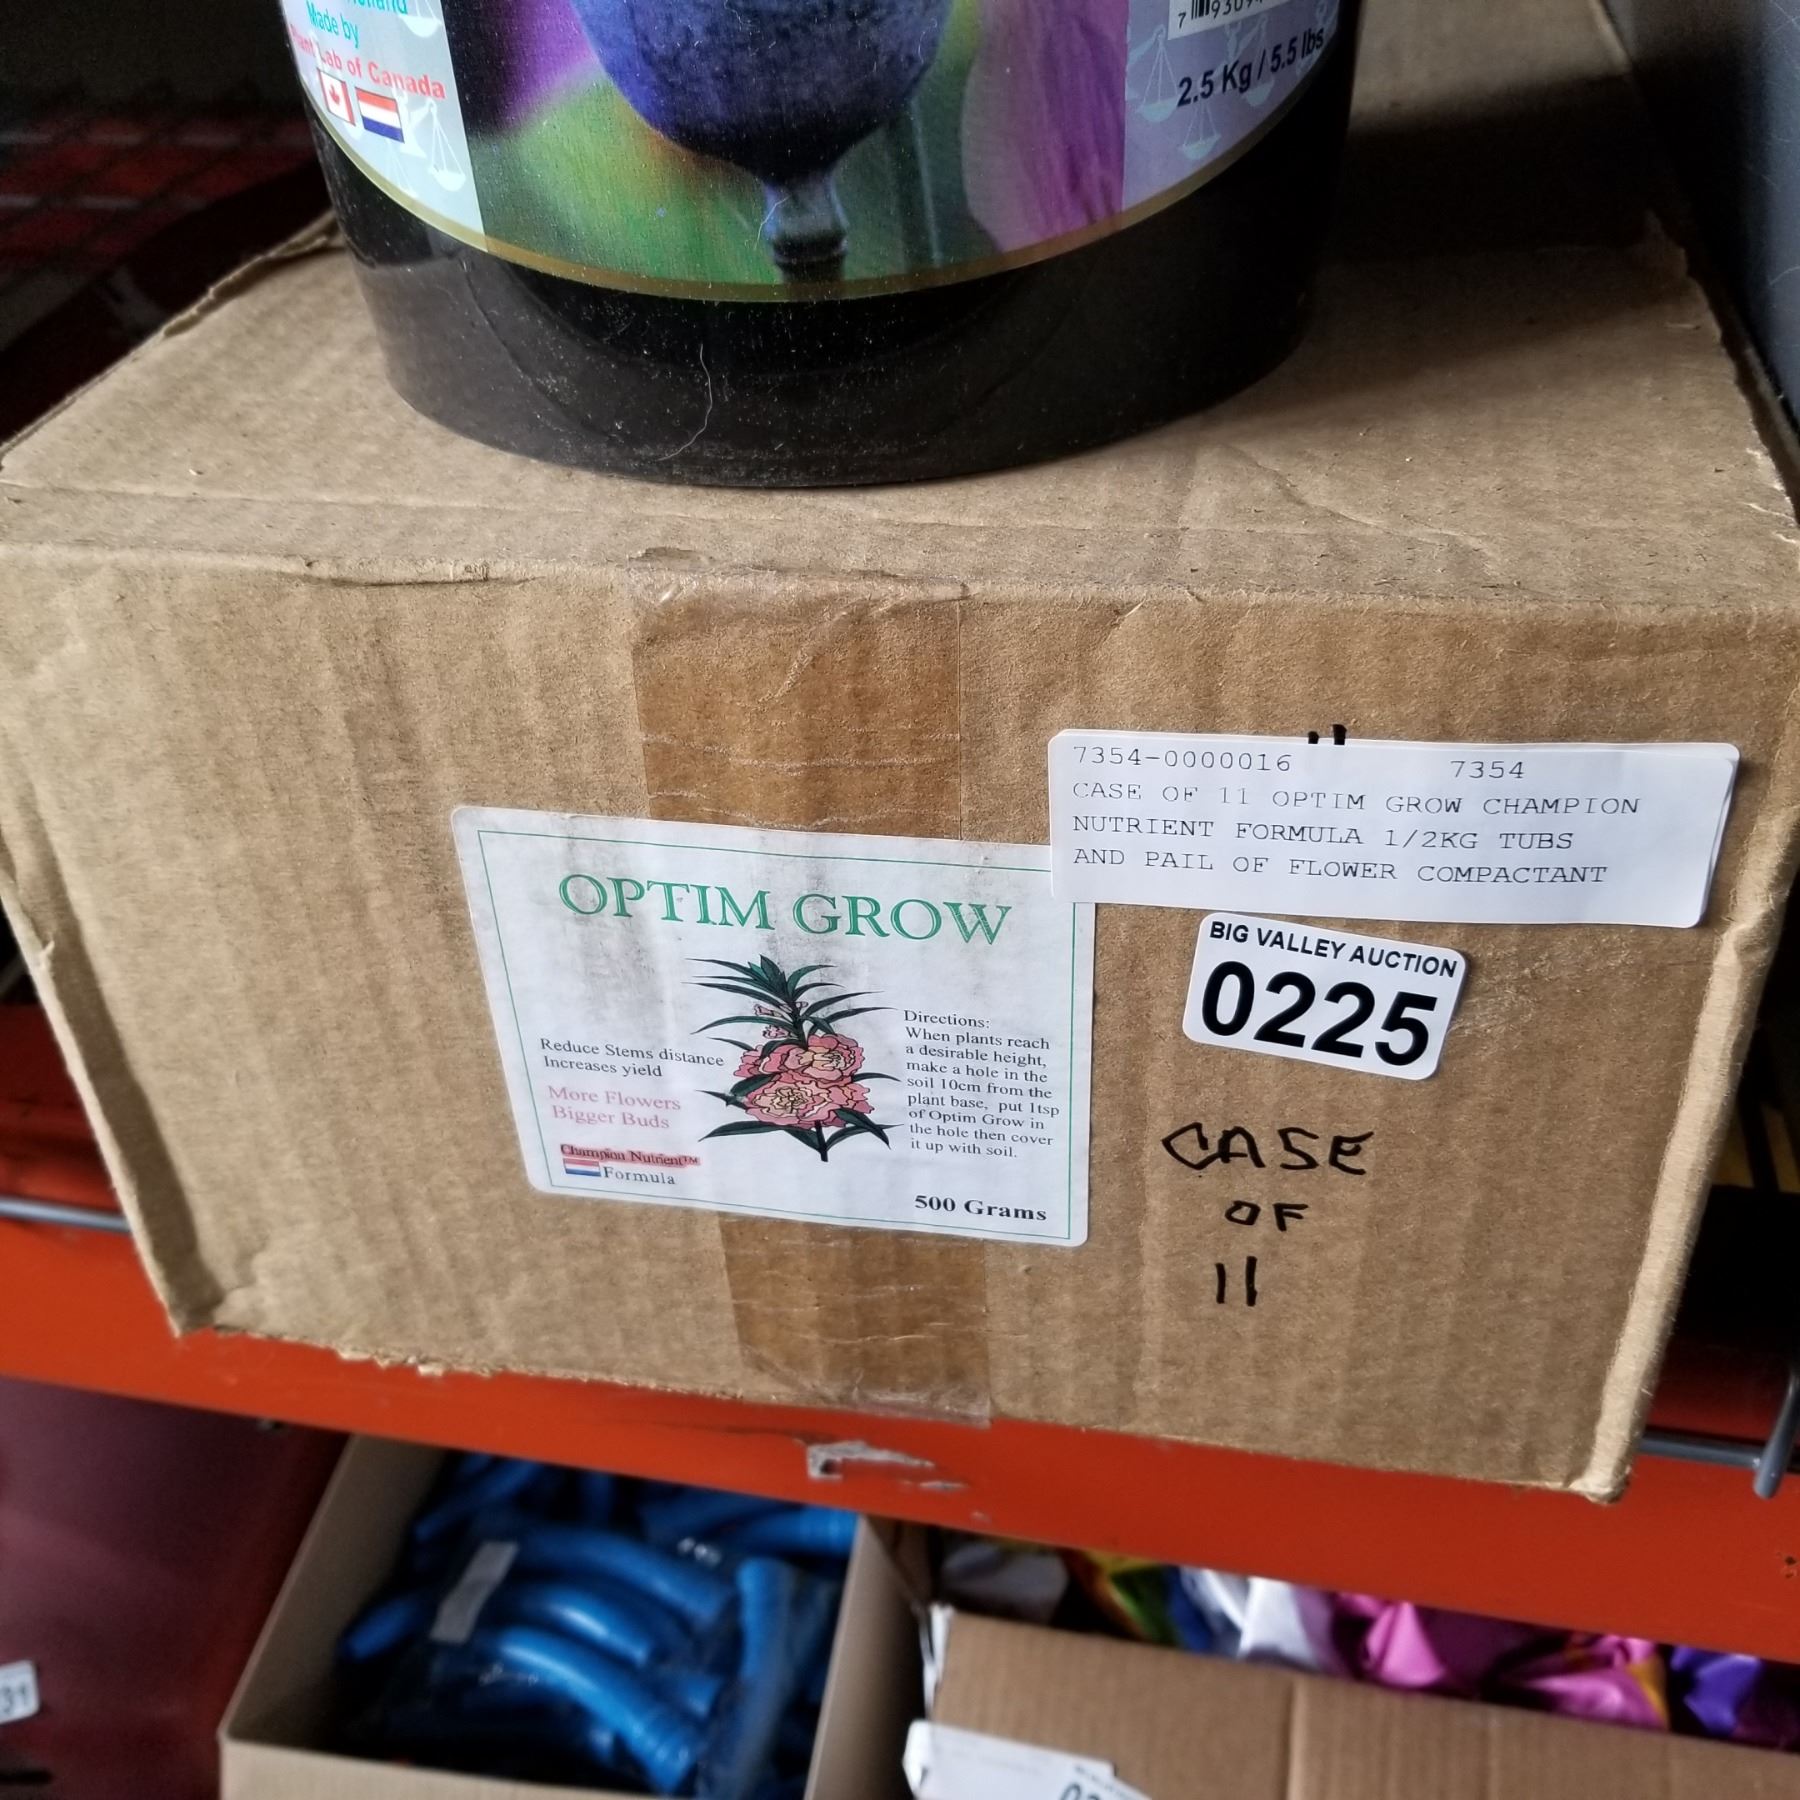 Made by
Lab of Canada
2.5 Kg / 5.5 lbs
7354-0000016 7354
CASE OF 11 OPTIM GROW CHAMPION
NUTRIENT FORMULA 1/2KG TUBS
AND PAIL OF FLOWER COMPACTANT
BIG VALLEY AUCTION
0225
OPTIM GROW
Reduce Stems distance
Increases yield
More Flowers
Bigger Buds
Champion Nutrient™
Formula
Directions:
When plants reach
a desirable height,
make a hole in the
soil 10cm from the
plant base, put 1tsp
of Optim Grow in
the hole then cover
it up with soil.
500 Grams
CASE
OF
11
31